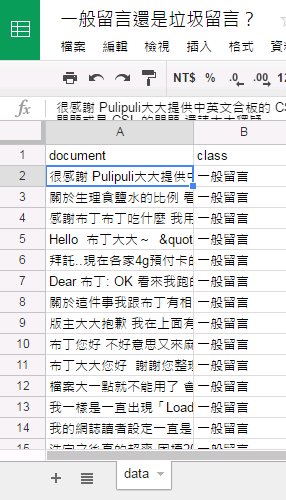 一般留言還是垃圾留言？
檔案 編輯 檢視 插入 格式
NT$ % .0 .00 12
fx 很感謝 Pulipuli大大提供中英文合板的 CS
A B
1 document class
2 很感謝 Pulipuli大大提供中 一般留言
3 關於生理食鹽水的比例 看 一般留言
4 感謝布丁布丁吃什麼 我用 一般留言
5 Hello 布丁大大～ &quot 一般留言
6 拜託..現在各家4g預付卡的 一般留言
7 Dear 布丁: OK 看來我跑的 一般留言
8 關於這件事我跟布丁有相 一般留言
9 版主大大抱歉 我在上面有 一般留言
10 布丁您好 不好意思又來麻 一般留言
11 布丁大大您好 謝謝您整理 一般留言
12 檔案大一點就不能用了 會 一般留言
13 我一樣是一直出現「Load 一般留言
14 我的網誌讀者設定一直是 一般留言
15 一般留言
data